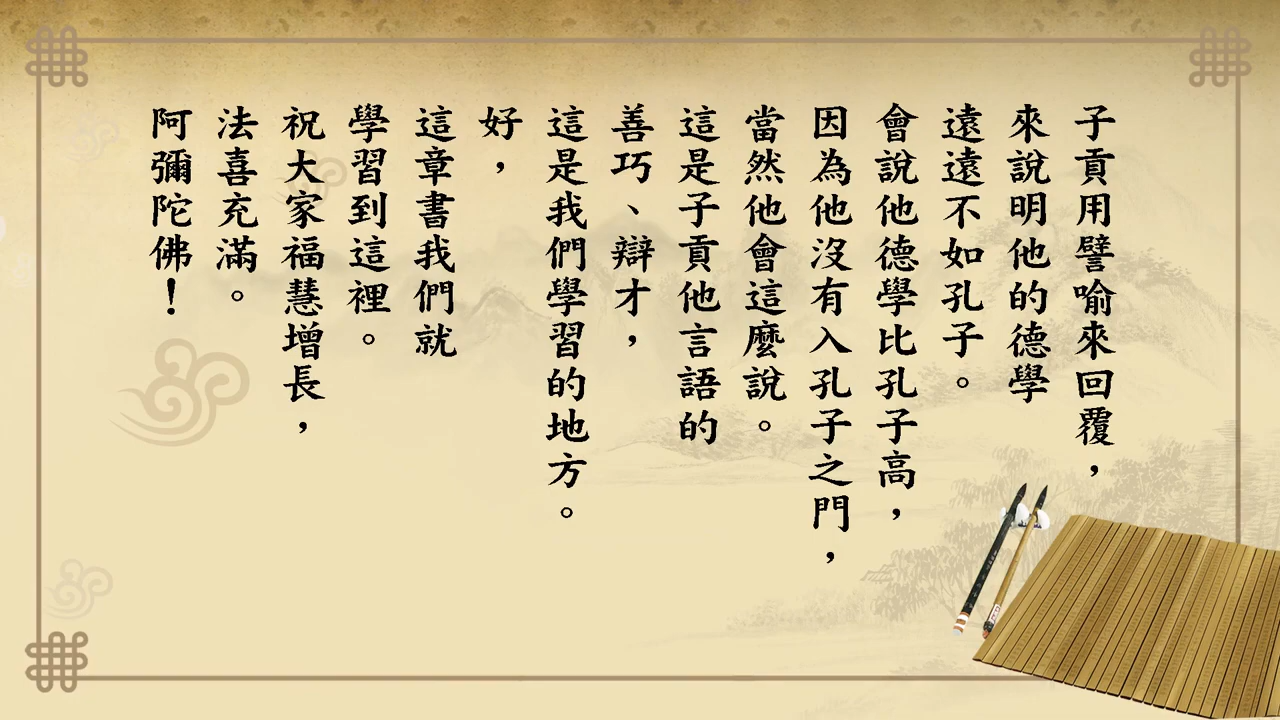 子貢用譬喻來回覆，
來說明他的德學
遠遠不如孔子。
會說他德學比孔子高，
因為他沒有入孔子之門，
當然他會這麼說。
這是子貢他言語的
善巧、辯才，
這是我們學習的地方。
好，
這章書我們就
學習到這裡。
祝大家福慧增長，
法喜充滿。
阿彌陀佛！